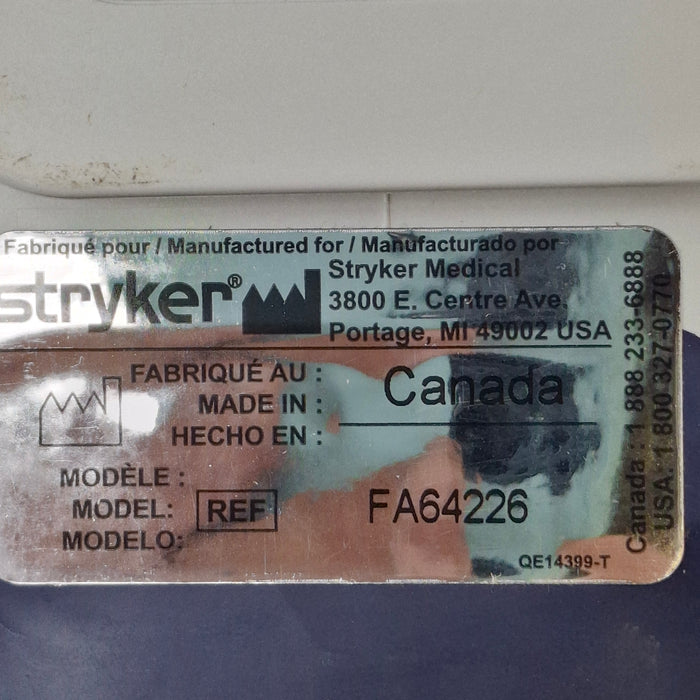 Fabriqué pour / Manufactured for / Manufacturado por
stryker®
Stryker Medical
3800 E. Centre Ave.
Portage, MI 49002 USA
FABRIQUÉ AU :
MADE IN :
HECHO EN :
Canada
MODÈLE :
MODEL:
MODELO:
REF
FA64226
QE14399-T
Canada : 1 888 233-6888
USA: 1 800 327-0770